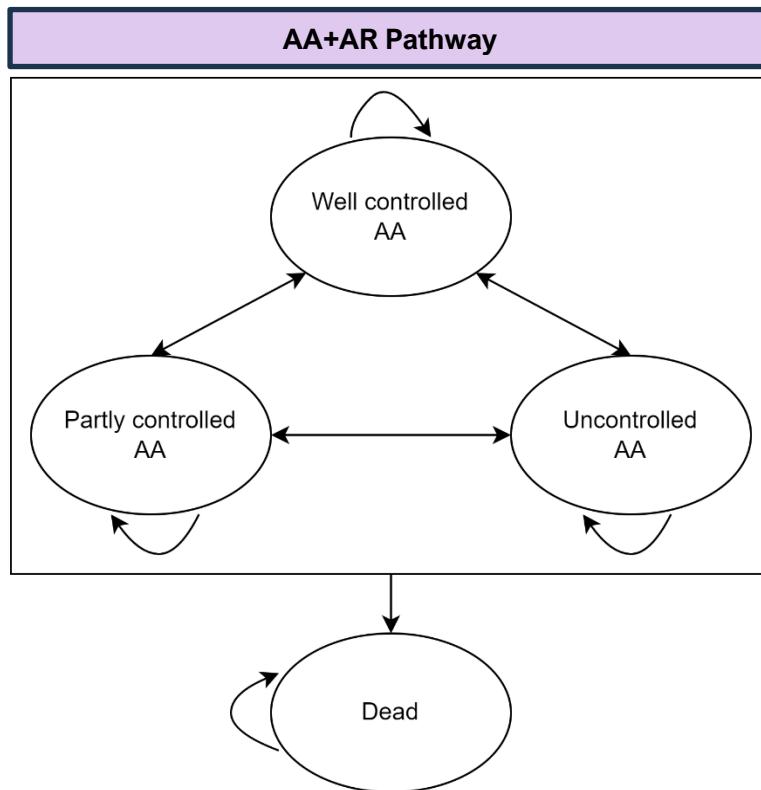 AA+AR Pathway
Well controlled
AA
Partly controlled
AA
Uncontrolled
AA
Dead